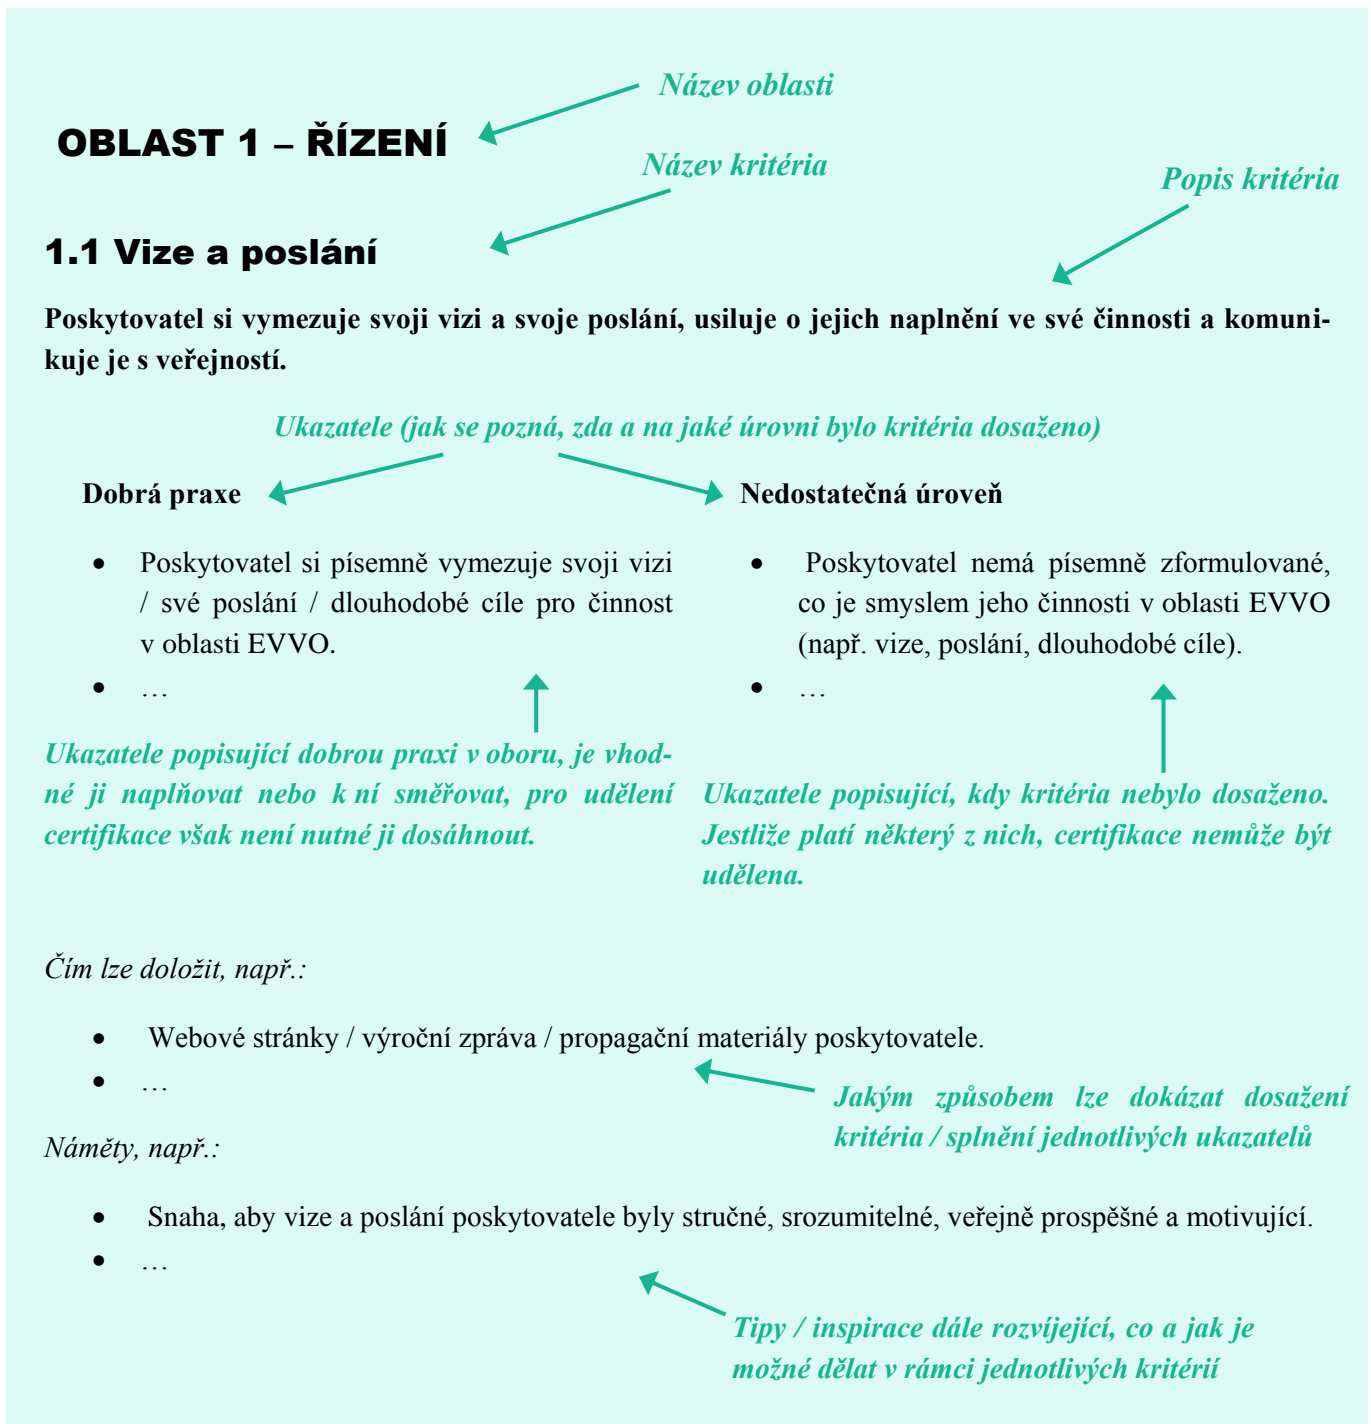 Název oblasti
OBLAST 1 – ŘÍZENÍ
Název kritéria
Popis kritéria
1.1 Vize a poslání
Poskytovatel si vymezuje svoji vizi a svoje poslání, usiluje o jejich naplnění ve své činnosti a komuni-
kuje je s veřejností.
Ukazatele (jak se pozná, zda a na jaké úrovni bylo kritéria dosaženo)
Dobrá praxe
• Poskytovatel si písemně vymezuje svoji vizi
/ své poslání / dlouhodobé cíle pro činnost
v oblasti EVVO.
• …
Ukazatele popisující dobrou praxi v oboru, je vhod-
né ji naplňovat nebo k ní směřovat, pro udělení
certifikace však není nutné ji dosáhnout.
Nedostatečná úroveň
• Poskytovatel nemá písemně zformulované,
co je smyslem jeho činnosti v oblasti EVVO
(např. vize, poslání, dlouhodobé cíle).
• …
Ukazatele popisující, kdy kritéria nebylo dosaženo.
Jestliže platí některý z nich, certifikace nemůže být
udělena.
Čím lze doložit, např.:
• Webové stránky / výroční zpráva / propagační materiály poskytovatele.
• …
Jakým způsobem lze dokázat dosažení
kritéria / splnění jednotlivých ukazatelů
Náměty, např.:
• Snaha, aby vize a poslání poskytovatele byly stručné, srozumitelné, veřejně prospěšné a motivující.
• …
Tipy / inspirace dále rozvíjející, co a jak je
možné dělat v rámci jednotlivých kritérií